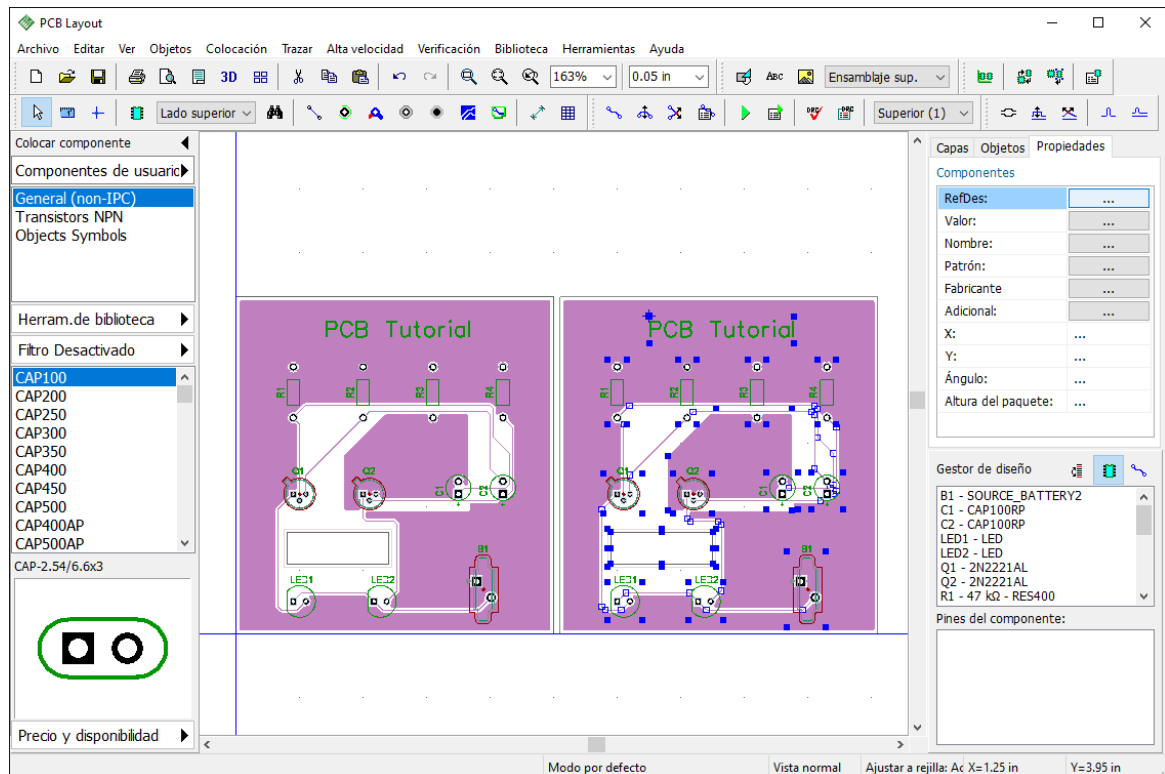 PCB Layout
Archivo Editar Ver Objetos Colocación Trazar Alta velocidad Verificación Biblioteca Herramientas Ayuda
3D 163% 0.05 in ABC Ensamblaje sup.
Lado superior DRC DRC Superior (1)
Colocar componente
Componentes de usuario
General (non-IPC)
Transistors NPN
Objects Symbols
Herram.de biblioteca
Filtro Desactivado
CAP100
CAP200
CAP250
CAP300
CAP350
CAP400
CAP450
CAP500
CAP400AP
CAP500AP
CAP-2.54/6.6x3
Precio y disponibilidad
PCB Tutorial
R1 R2 R3 R4
Q1 Q2 C1 C2
B1
LED1 LED2
PCB Tutorial
R1 R2 R3 R4
Q1 Q2 C1 C2
B1
LED1 LED2
Capas Objetos Propiedades
Componentes
RefDes: ...
Valor: ...
Nombre: ...
Patrón: ...
Fabricante ...
Adicional: ...
X: ...
Y: ...
Ángulo: ...
Altura del paquete: ...
Gestor de diseño
B1 - SOURCE_BATTERY2
C1 - CAP100RP
C2 - CAP100RP
LED1 - LED
LED2 - LED
Q1 - 2N2221AL
Q2 - 2N2221AL
R1 - 47 kΩ - RES400
Pines del componente:
Modo por defecto Vista normal Ajustar a rejilla: Ac X=1.25 in Y=3.95 in